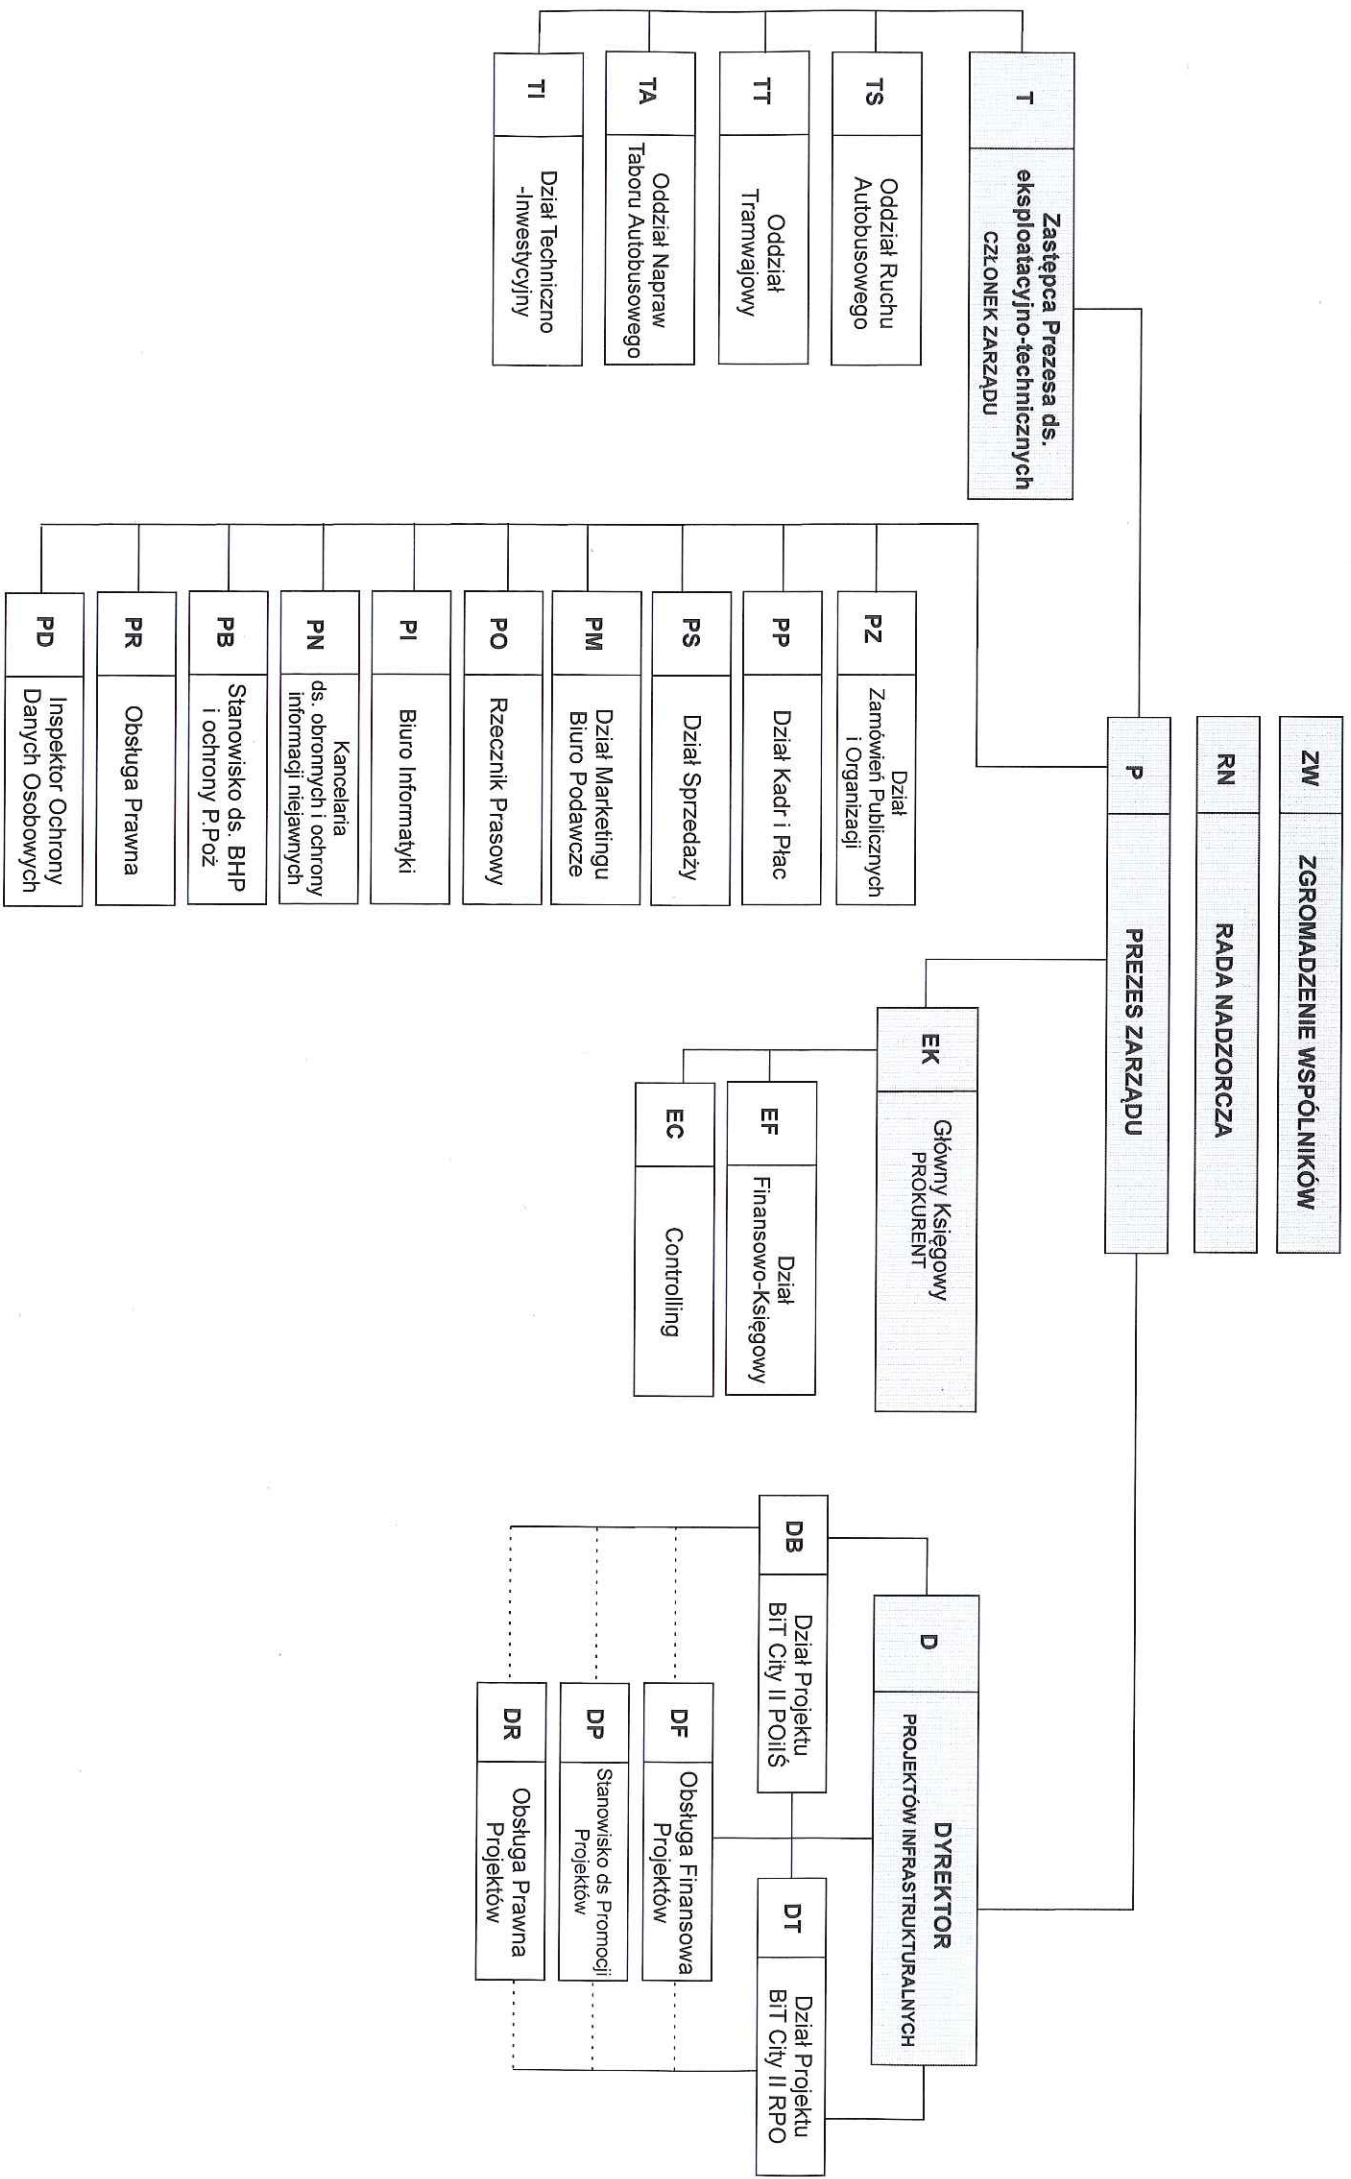 ZW
ZGROMADZENIE WSPÓLNIKÓW
RN
RADA NADZORCZA
P
PREZES ZARZĄDU
T
Zastępca Prezesa ds.
eksploatacyjno-technicznych
CZŁONEK ZARZĄDU
TS
Oddział Ruchu
Autobusowego
TT
Oddział
Tramwajowy
TA
Oddział Napraw
Taboru Autobusowego
TI
Dział Techniczno
-Inwestycyjny
PZ
Dział
Zamówień Publicznych
i Organizacji
PP
Dział Kadr i Płac
PS
Dział Sprzedaży
PM
Dział Marketingu
Biuro Podawcze
PO
Rzecznik Prasowy
PI
Biuro Informatyki
PN
Kancelaria
ds. obronnych i ochrony
informacji niejawnych
PB
Stanowisko ds. BHP
i ochrony P.Poż
PR
Obsługa Prawna
PD
Inspektor Ochrony
Danych Osobowych
EK
Główny Księgowy
PROKURENT
EF
Dział
Finansowo-Księgowy
EC
Controlling
D
DYREKTOR
PROJEKTÓW INFRASTRUKTURALNYCH
DB
Dział Projektu
BiT City II POiIŚ
DT
Dział Projektu
BiT City II RPO
DF
Obsługa Finansowa
Projektów
DP
Stanowisko ds Promocji
Projektów
DR
Obsługa Prawna
Projektów